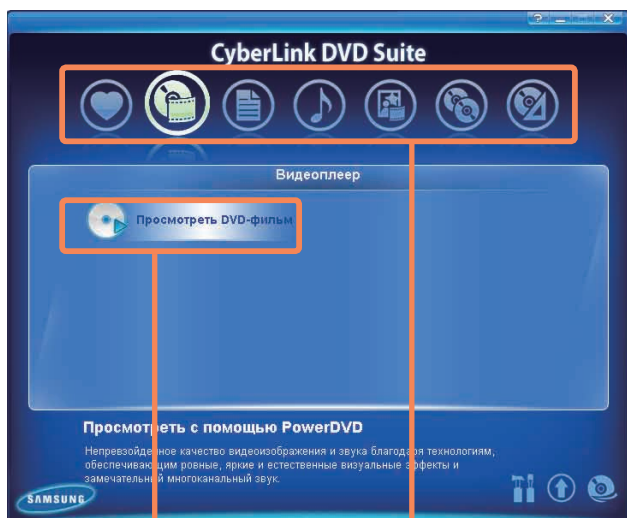 CyberLink DVD Suite
Видеоплеер
Просмотреть DVD-фильм
Просмотреть с помощью PowerDVD
Непревзойденное качество видеоизображения и звука благодаря технологиям,
обеспечивающим ровные, яркие и естественные визуальные эффекты и
замечательный многоканальный звук.
SAMSUNG